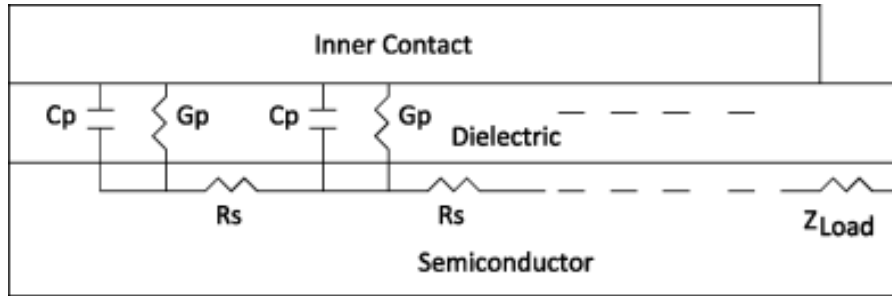 Inner Contact
Cp Gp Cp Gp
Dielectric
Rs Rs ZLoad
Semiconductor